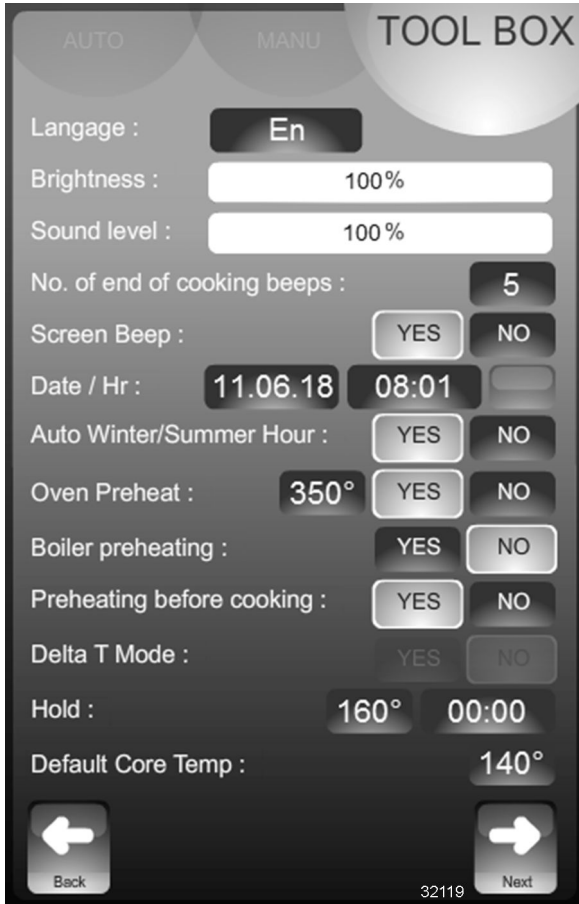 AUTO MANU TOOL BOX
Langage : En
Brightness : 100%
Sound level : 100%
No. of end of cooking beeps : 5
Screen Beep : YES NO
Date / Hr : 11.06.18 08:01
Auto Winter/Summer Hour : YES NO
Oven Preheat : 350° YES NO
Boiler preheating : YES NO
Preheating before cooking : YES NO
Delta T Mode : YES NO
Hold : 160° 00:00
Default Core Temp : 140°
Back 32119 Next